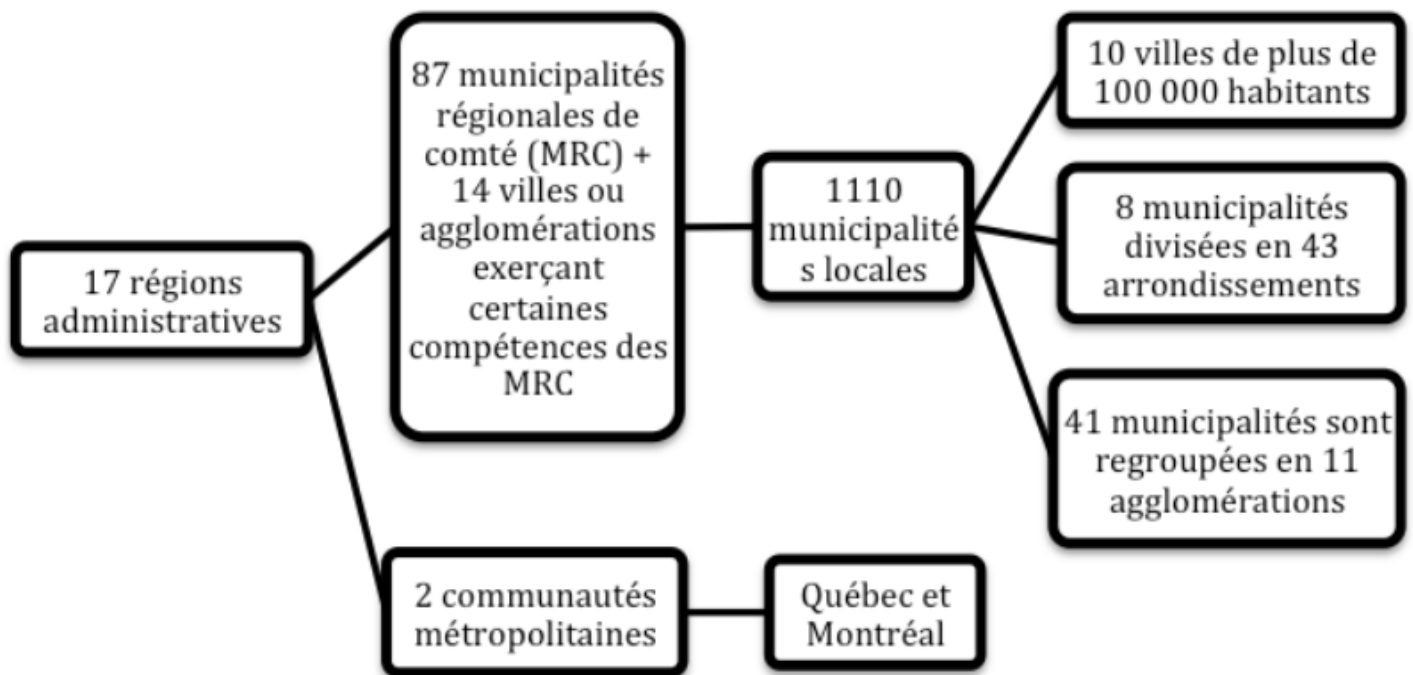 17 régions
administratives
87 municipalités
régionales de
comté (MRC) +
14 villes ou
agglomérations
exerçant
certaines
compétences des
MRC
2 communautés
métropolitaines
1110
municipalité
s locales
Québec et
Montréal
10 villes de plus de
100 000 habitants
8 municipalités
divisées en 43
arrondissements
41 municipalités sont
regroupées en 11
agglomérations